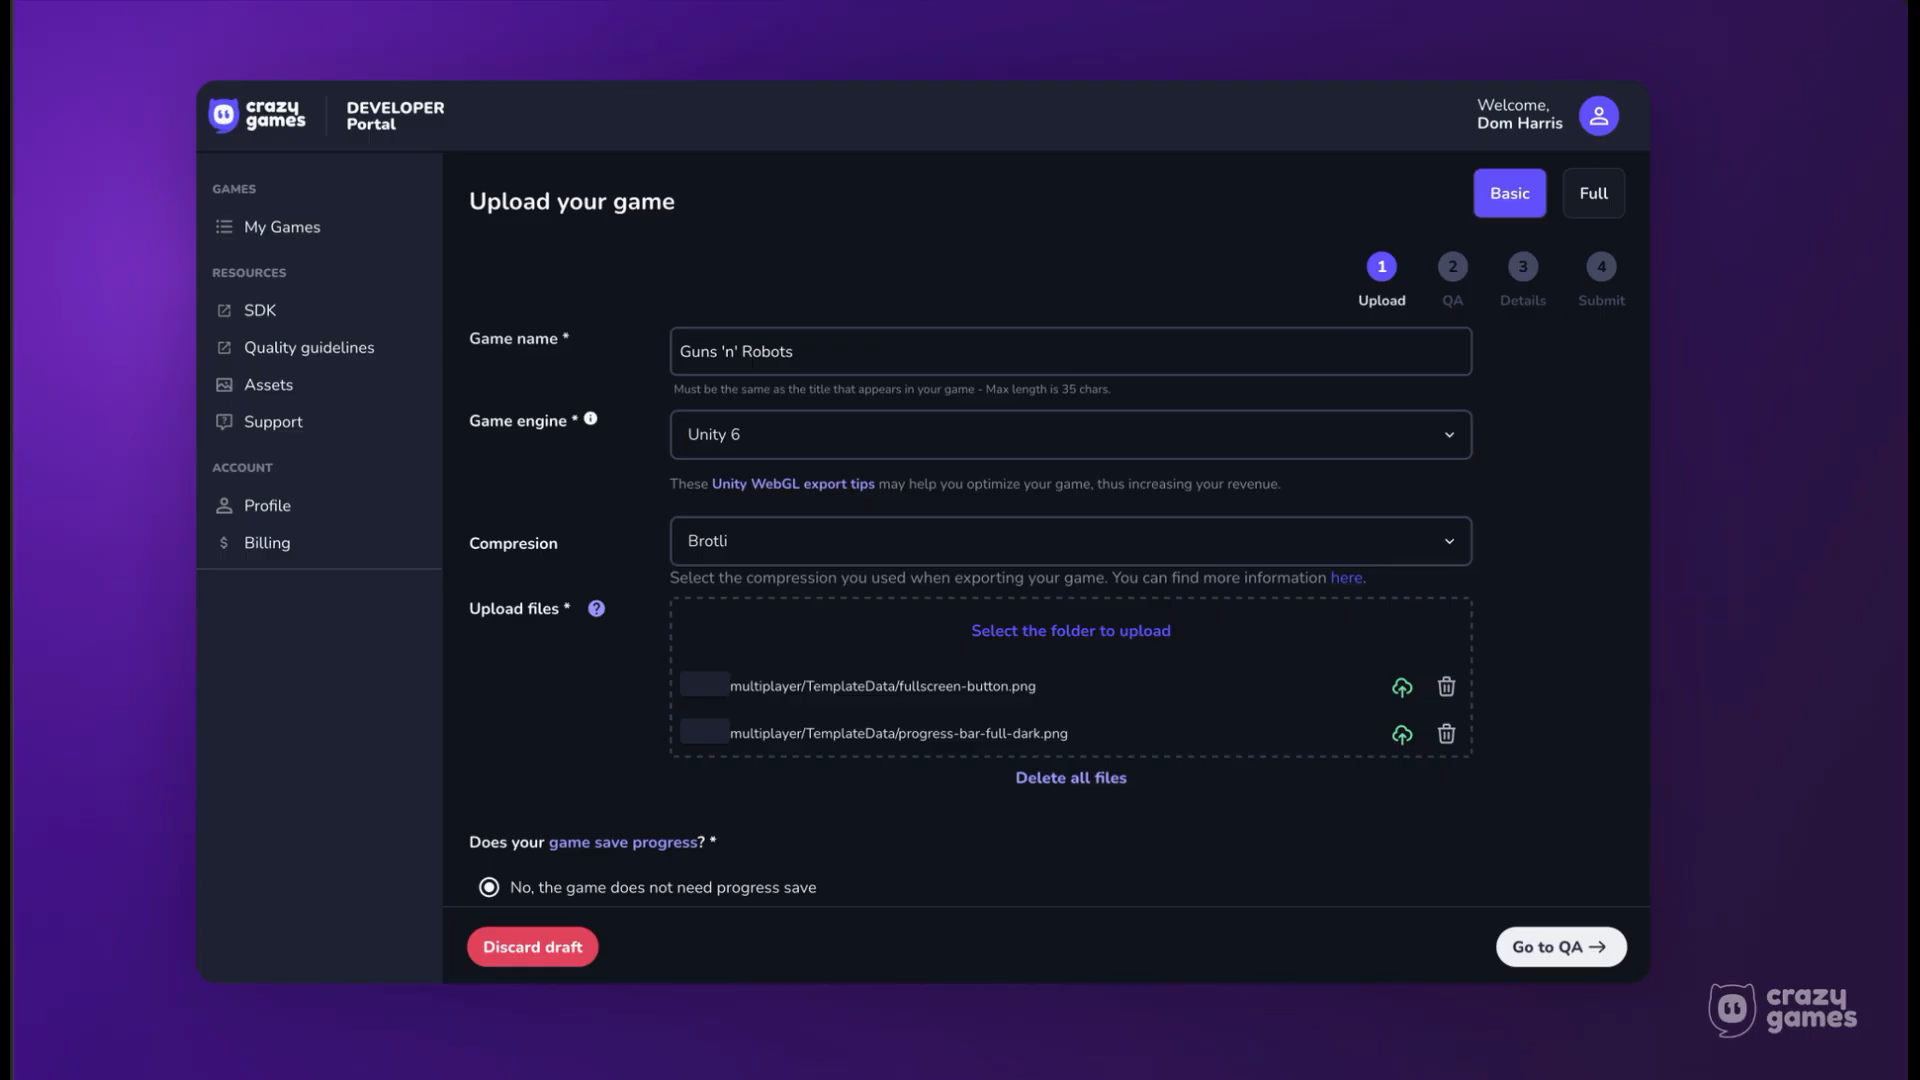 crazy
games
DEVELOPER
Portal
Welcome,
Dom Harris
GAMES
My Games
RESOURCES
SDK
Quality guidelines
Assets
Support
ACCOUNT
Profile
$ Billing
Upload your game
Basic
Full
1
2
3
4
Upload
QA
Details
Submit
Game name *
Guns 'n' Robots
Must be the same as the title that appears in your game - Max length is 35 chars.
Game engine *
Unity 6
These Unity WebGL export tips may help you optimize your game, thus increasing your revenue.
Compresion
Brotli
Select the compression you used when exporting your game. You can find more information here.
Upload files * ?
Select the folder to upload
multiplayer/TemplateData/fullscreen-button.png
multiplayer/TemplateData/progress-bar-full-dark.png
Delete all files
Does your game save progress? *
No, the game does not need progress save
Discard draft
Go to QA →
crazy
games